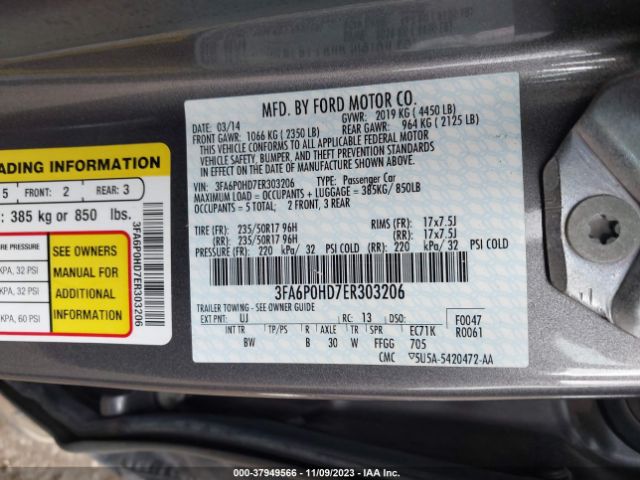 MFD. BY FORD MOTOR CO.
DATE: 03/14
GVWR: 2019 KG ( 4450 LB)
FRONT GAWR: 1066 KG ( 2350 LB)
REAR GAWR: 964 KG ( 2125 LB)
THIS VEHICLE CONFORMS TO ALL APPLICABLE FEDERAL MOTOR
VEHICLE SAFETY, BUMPER, AND THEFT PREVENTION STANDARDS
IN EFFECT ON THE DATE OF MANUFACTURE SHOWN ABOVE.
VIN: 3FA6P0HD7ER303206 TYPE: Passenger Car
MAXIMUM LOAD = OCCUPANTS + LUGGAGE = 385KG/ 850LB
OCCUPANTS = 5 TOTAL: 2 FRONT, 3 REAR
TIRE (FR): 235/50R17 96H RIMS (FR): 17x7.5J
(RR): 235/50R17 96H (RR): 17x7.5J
PRESSURE (FR): 220 kPa/ 32 PSI COLD (RR) 220 kPa/ 32 PSI COLD
3FA6P0HD7ER303206
TRAILER TOWING - SEE OWNER GUIDE
EXT PNT: UJ RC: 13 DSO: F0047
R0061
INT TR TP/PS R AXLE TR SPR EC71K
BW B 30 W FFGG 705
CMC 5U5A-5420472-AA
ADING INFORMATION
5 FRONT: 2 REAR: 3
: 385 kg or 850 lbs.
E PRESSURE
KPA, 32 PSI
KPA, 32 PSI
KPA, 60 PSI
SEE OWNERS
MANUAL FOR
ADDITIONAL
INFORMATION
3FA6P0HD7ER303206
000-37949566 - 11/09/2023 - IAA Inc.